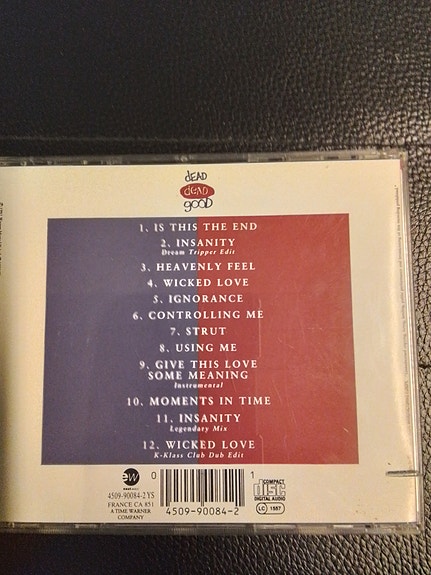 dEAD
dEAD
gOOD
1. IS THIS THE END
2. INSANITY
Dream Tripper Edit
3. HEAVENLY FEEL
4. WICKED LOVE
5. IGNORANCE
6. CONTROLLING ME
7. STRUT
8. USING ME
9. GIVE THIS LOVE
SOME MEANING
Instrumental
10. MOMENTS IN TIME
11. INSANITY
Legendary Mix
12. WICKED LOVE
K-Klass Club Dub Edit
ew
4509-90084-2 YS
FRANCE CA 851
A TIME WARNER
COMPANY
0 1
4509-90084-2
COMPACT
disc
DIGITAL AUDIO
LC 1557